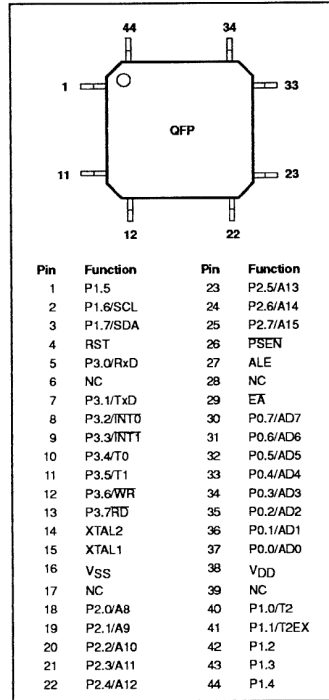 44 34
1 33
QFP
11 23
12 22
Pin Function Pin Function
1 P1.5 23 P2.5/A13
2 P1.6/SCL 24 P2.6/A14
3 P1.7/SDA 25 P2.7/A15
4 RST 26 P̅S̅E̅N̅
5 P3.0/RxD 27 ALE
6 NC 28 NC
7 P3.1/TxD 29 E̅A̅
8 P3.2/I̅N̅T̅0̅ 30 P0.7/AD7
9 P3.3/I̅N̅T̅1̅ 31 P0.6/AD6
10 P3.4/T0 32 P0.5/AD5
11 P3.5/T1 33 P0.4/AD4
12 P3.6/W̅R̅ 34 P0.3/AD3
13 P3.7R̅D̅ 35 P0.2/AD2
14 XTAL2 36 P0.1/AD1
15 XTAL1 37 P0.0/AD0
16 VSS 38 VDD
17 NC 39 NC
18 P2.0/A8 40 P1.0/T2
19 P2.1/A9 41 P1.1/T2EX
20 P2.2/A10 42 P1.2
21 P2.3/A11 43 P1.3
22 P2.4/A12 44 P1.4